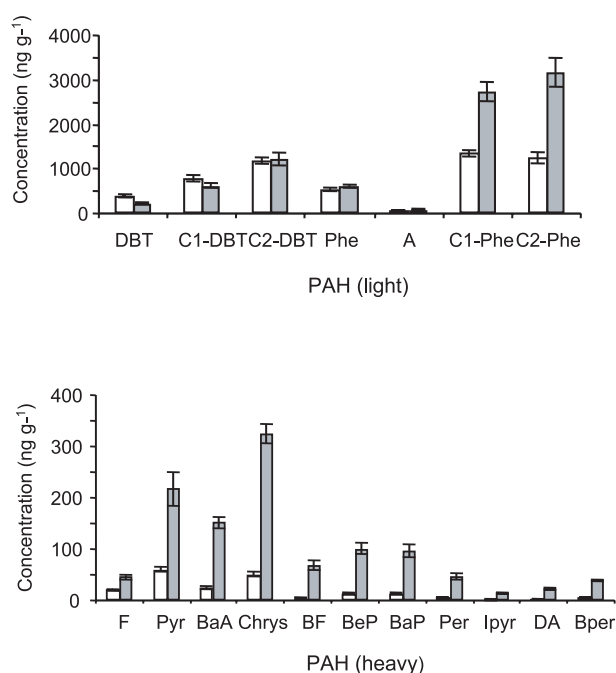 Concentration (ng g-1)
4000
3000
2000
1000
0
DBT C1-DBT C2-DBT Phe A C1-Phe C2-Phe
PAH (light)
Concentration (ng g-1)
400
300
200
100
0
F Pyr BaA Chrys BF BeP BaP Per Ipyr DA Bper
PAH (heavy)